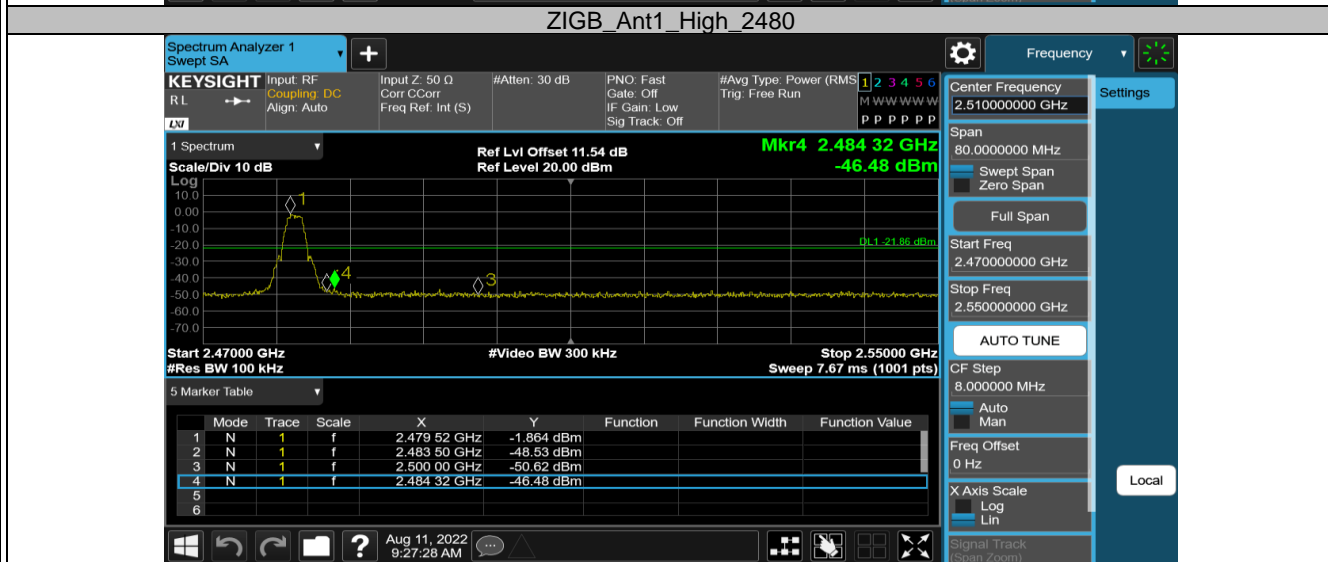 ZIGB_Ant1_High_2480
Spectrum Analyzer 1
Swept SA
+
Frequency
KEYSIGHT
RL
LXI
Input: RF
Coupling: DC
Align: Auto
Input Z: 50 Ω
Corr CCorr
Freq Ref: Int (S)
#Atten: 30 dB
PNO: Fast
Gate: Off
IF Gain: Low
Sig Track: Off
#Avg Type: Power (RMS
Trig: Free Run
1 2 3 4 5 6
M W W W W W
P P P P P P
1 Spectrum
Scale/Div 10 dB
Ref Lvl Offset 11.54 dB
Ref Level 20.00 dBm
Mkr4 2.484 32 GHz
-46.48 dBm
Log
10.0
0.00
-10.0
-20.0
-30.0
-40.0
-50.0
-60.0
-70.0
1
4
3
DL1 -21.86 dBm
Start 2.47000 GHz
#Video BW 300 kHz
Stop 2.55000 GHz
#Res BW 100 kHz
Sweep 7.67 ms (1001 pts)
5 Marker Table
Mode Trace Scale X Y Function Function Width Function Value
1 N 1 f 2.479 52 GHz -1.864 dBm
2 N 1 f 2.483 50 GHz -48.53 dBm
3 N 1 f 2.500 00 GHz -50.62 dBm
4 N 1 f 2.484 32 GHz -46.48 dBm
5
6
?
Aug 11, 2022
9:27:28 AM
Center Frequency
2.510000000 GHz
Settings
Span
80.0000000 MHz
Swept Span
Zero Span
Full Span
Start Freq
2.470000000 GHz
Stop Freq
2.550000000 GHz
AUTO TUNE
CF Step
8.000000 MHz
Auto
Man
Freq Offset
0 Hz
X Axis Scale
Log
Lin
Signal Track
(Span Zoom)
Local